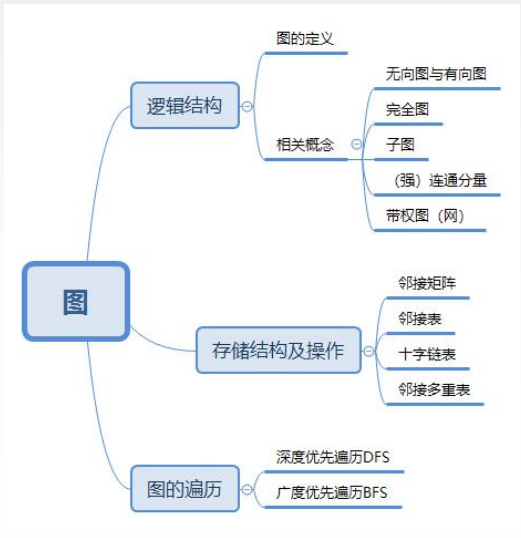 图
逻辑结构
图的定义
相关概念
无向图与有向图
完全图
子图
（强）连通分量
带权图（网）
存储结构及操作
邻接矩阵
邻接表
十字链表
邻接多重表
图的遍历
深度优先遍历DFS
广度优先遍历BFS